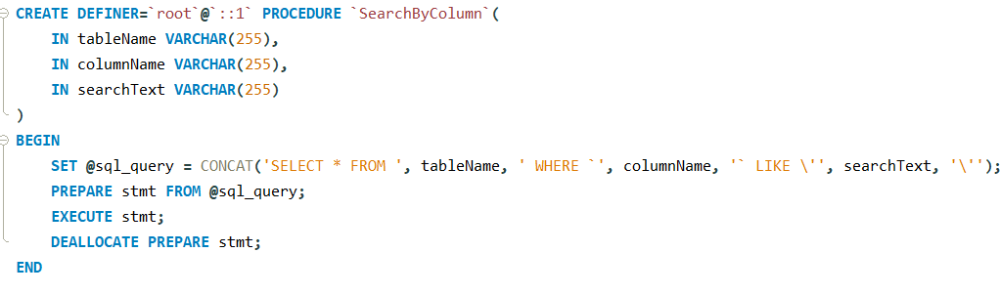 CREATE DEFINER=`root`@`::1` PROCEDURE `SearchByColumn`(
    IN tableName VARCHAR(255),
    IN columnName VARCHAR(255),
    IN searchText VARCHAR(255)
)
BEGIN
    SET @sql_query = CONCAT('SELECT * FROM ', tableName, ' WHERE `', columnName, '` LIKE \'', searchText, '\'');
    PREPARE stmt FROM @sql_query;
    EXECUTE stmt;
    DEALLOCATE PREPARE stmt;
END